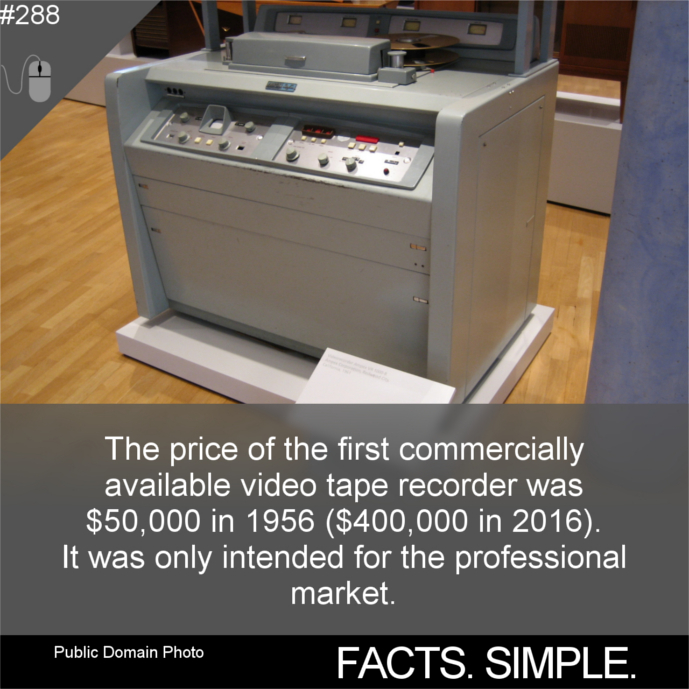 #288
The price of the first commercially
available video tape recorder was
$50,000 in 1956 ($400,000 in 2016).
It was only intended for the professional
market.
Public Domain Photo
FACTS. SIMPLE.